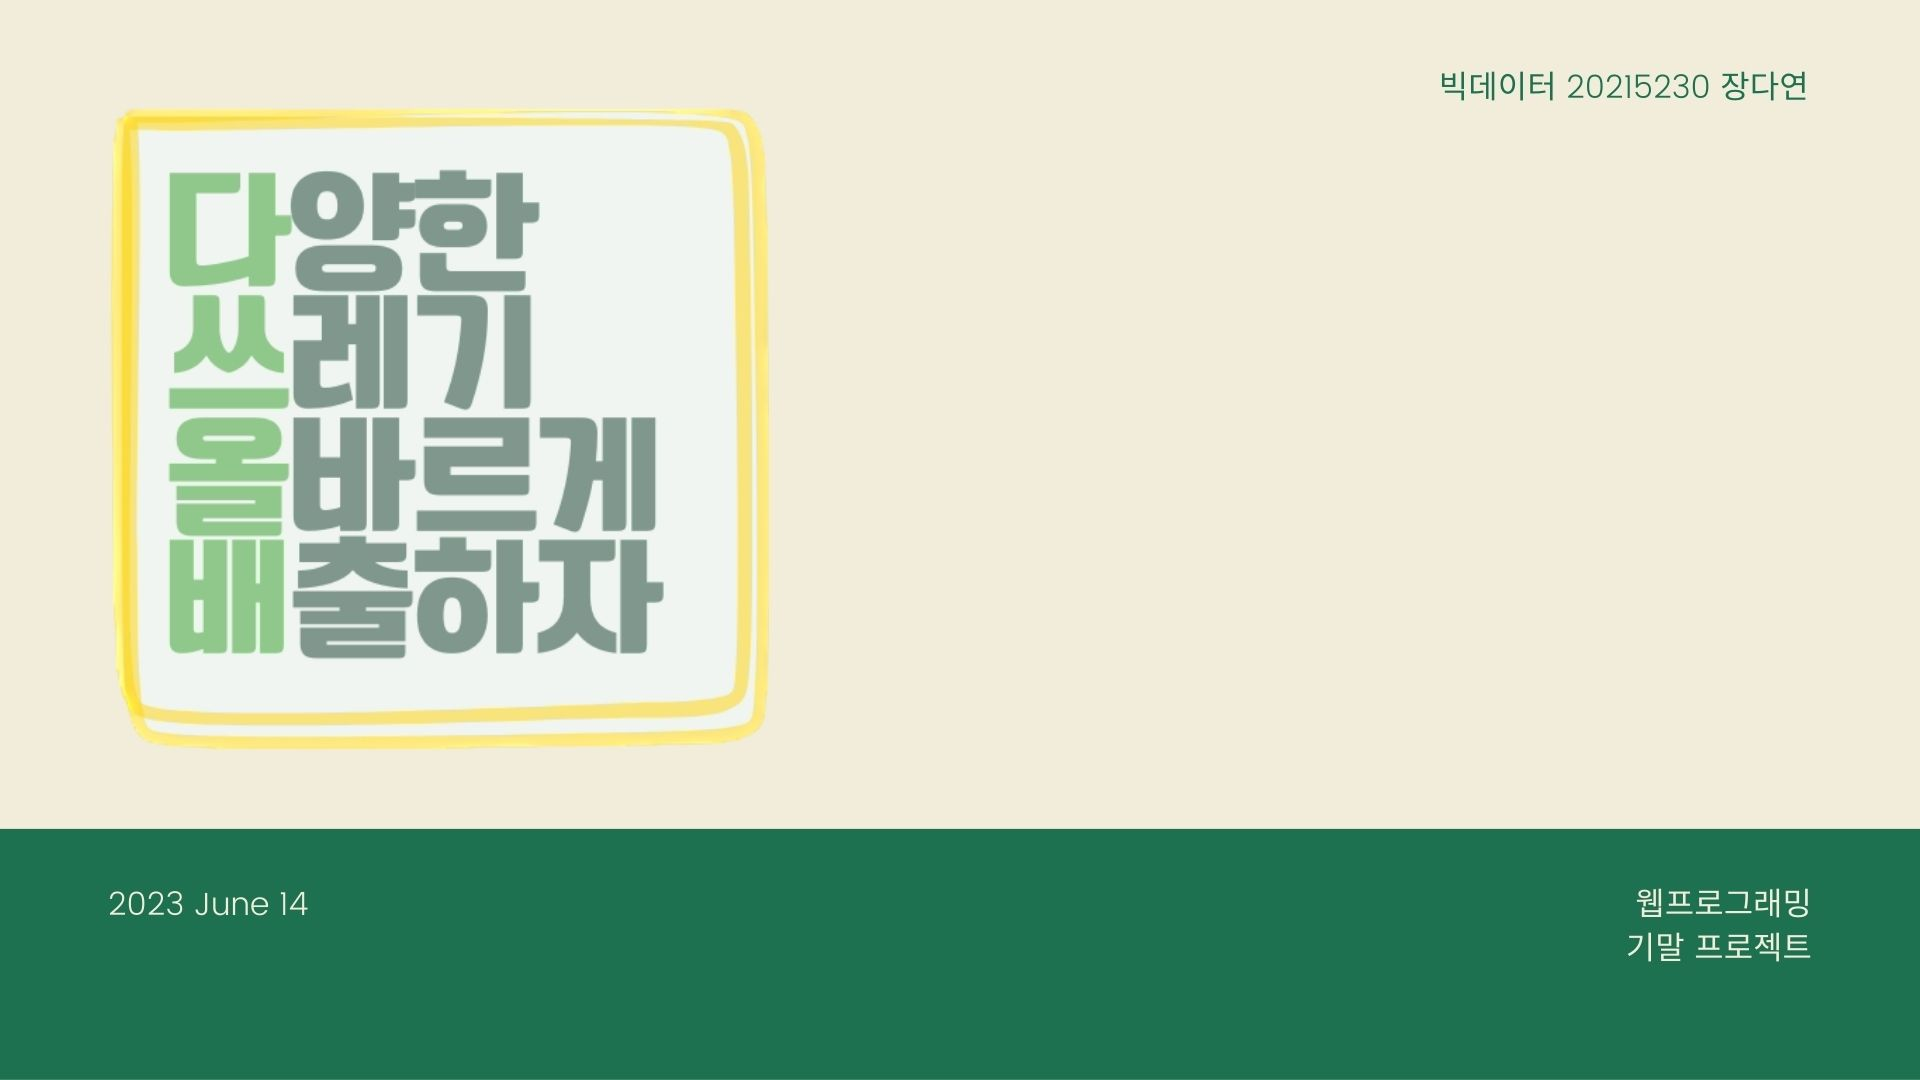 빅데이터 20215230 장다연
다양한
쓰레기
올바르게
배출하자
2023 June 14
웹프로그래밍
기말 프로젝트